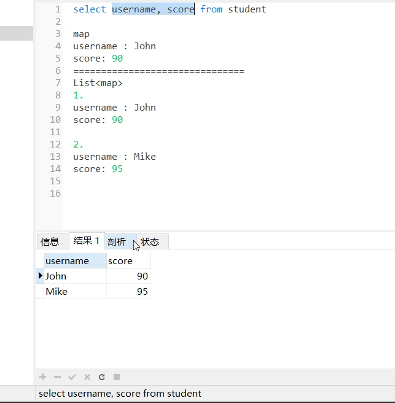 1 select username, score from student
2
3 map
4 username : John
5 score: 90
6 ===============================
7 List<map>
8 1.
9 username : John
10 score: 90
11
12 2.
13 username : Mike
14 score: 95
15
16
信息 结果 1 剖析 状态
username score
John 90
Mike 95
select username, score from student